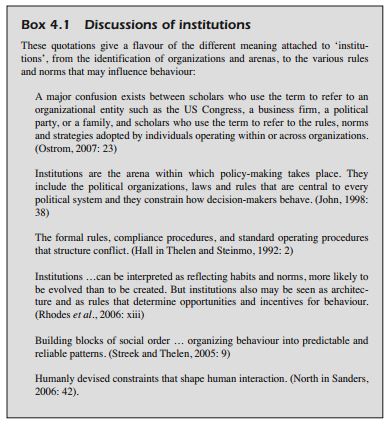 Box 4.1 Discussions of institutions
These quotations give a flavour of the different meaning attached to ‘institu-
tions’, from the identification of organizations and arenas, to the various rules
and norms that may influence behaviour:
A major confusion exists between scholars who use the term to refer to an
organizational entity such as the US Congress, a business firm, a political
party, or a family, and scholars who use the term to refer to the rules, norms
and strategies adopted by individuals operating within or across organizations.
(Ostrom, 2007: 23)
Institutions are the arena within which policy-making takes place. They
include the political organizations, laws and rules that are central to every
political system and they constrain how decision-makers behave. (John, 1998:
38)
The formal rules, compliance procedures, and standard operating procedures
that structure conflict. (Hall in Thelen and Steinmo, 1992: 2)
Institutions …can be interpreted as reflecting habits and norms, more likely to
be evolved than to be created. But institutions also may be seen as architec-
ture and as rules that determine opportunities and incentives for behaviour.
(Rhodes et al., 2006: xiii)
Building blocks of social order … organizing behaviour into predictable and
reliable patterns. (Streek and Thelen, 2005: 9)
Humanly devised constraints that shape human interaction. (North in Sanders,
2006: 42).